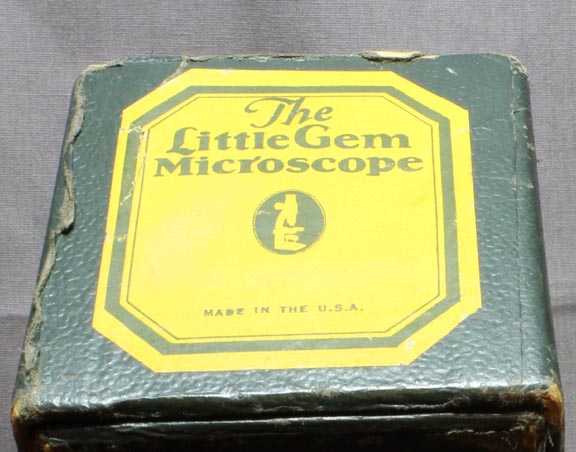 The
Little Gem
Microscope
MADE IN THE U.S.A.